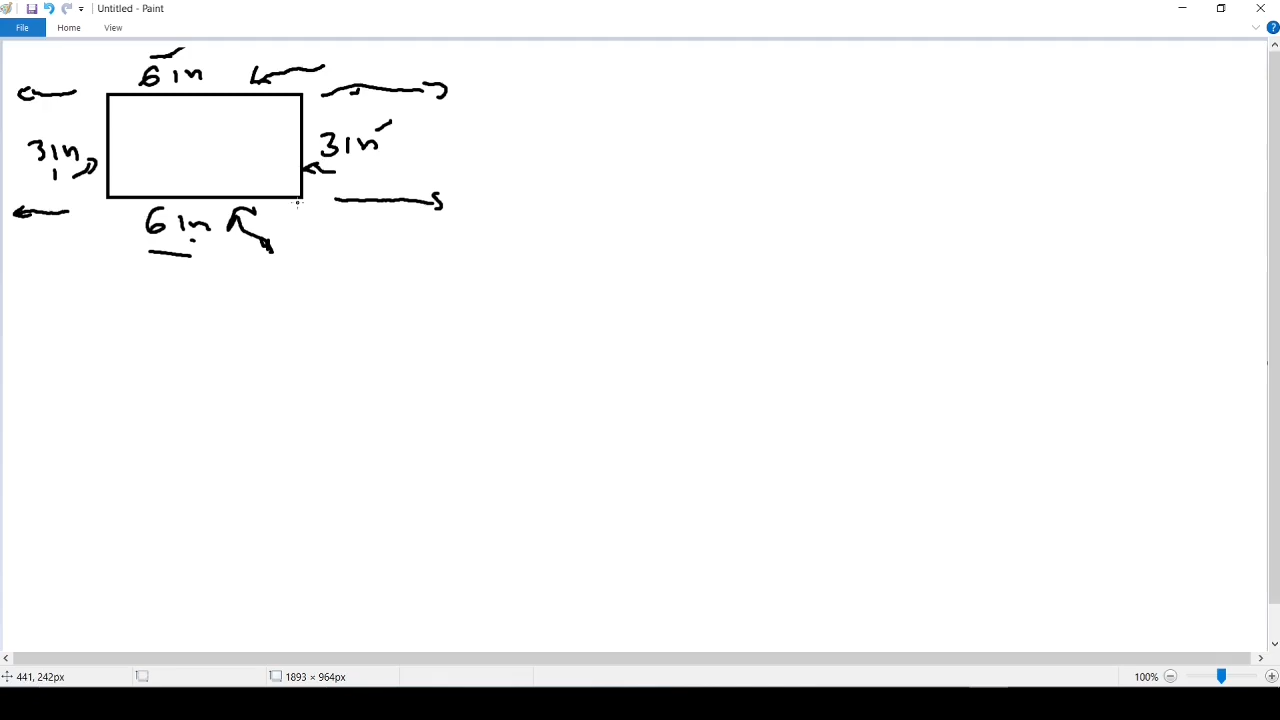 Untitled - Paint
File Home View
6 in
3 in
3 in
6 in
441, 242px
1893 × 964px
100%